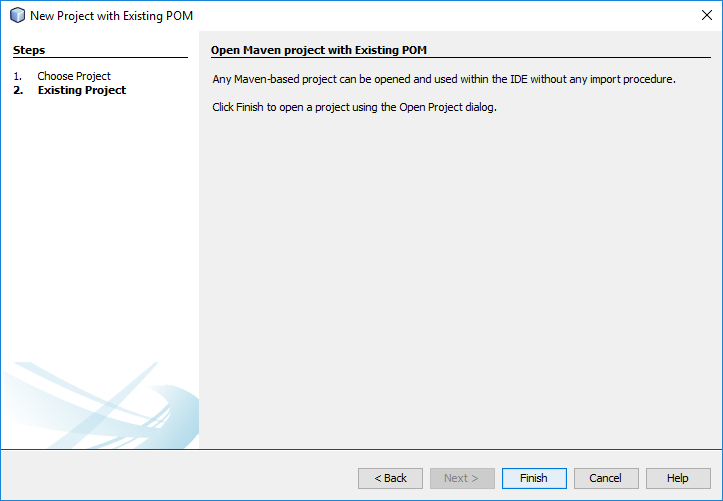 New Project with Existing POM
Steps
1. Choose Project
2. Existing Project
Open Maven project with Existing POM
Any Maven-based project can be opened and used within the IDE without any import procedure.
Click Finish to open a project using the Open Project dialog.
< Back
Next >
Finish
Cancel
Help